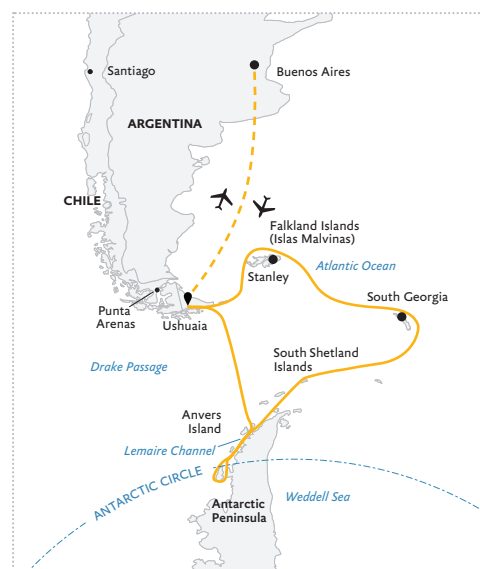 Santiago
Buenos Aires
ARGENTINA
CHILE
Falkland Islands
(Islas Malvinas)
Atlantic Ocean
Stanley
South Georgia
Punta
Arenas
Ushuaia
South Shetland
Islands
Drake Passage
Anvers
Island
Lemaire Channel
ANTARCTIC CIRCLE
Weddell Sea
Antarctic
Peninsula